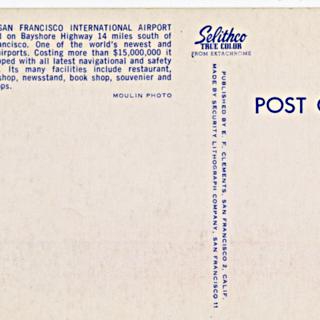 SAN FRANCISCO INTERNATIONAL AIRPORT
d on Bayshore Highway 14 miles south of
ancisco. One of the world's newest and
airports. Costing more than $15,000,000 it
pped with all latest navigational and safety
. Its many facilities include restaurant,
shop, newsstand, book shop, souvenir and
ps.
MOULIN PHOTO
Selithco
TRUE COLOR
FROM EKTACHROME
PUBLISHED BY E. F. CLEMENTS, SAN FRANCISCO 2, CALIF.
MADE BY SECURITY LITHOGRAPH COMPANY, SAN FRANCISCO 11
POST C